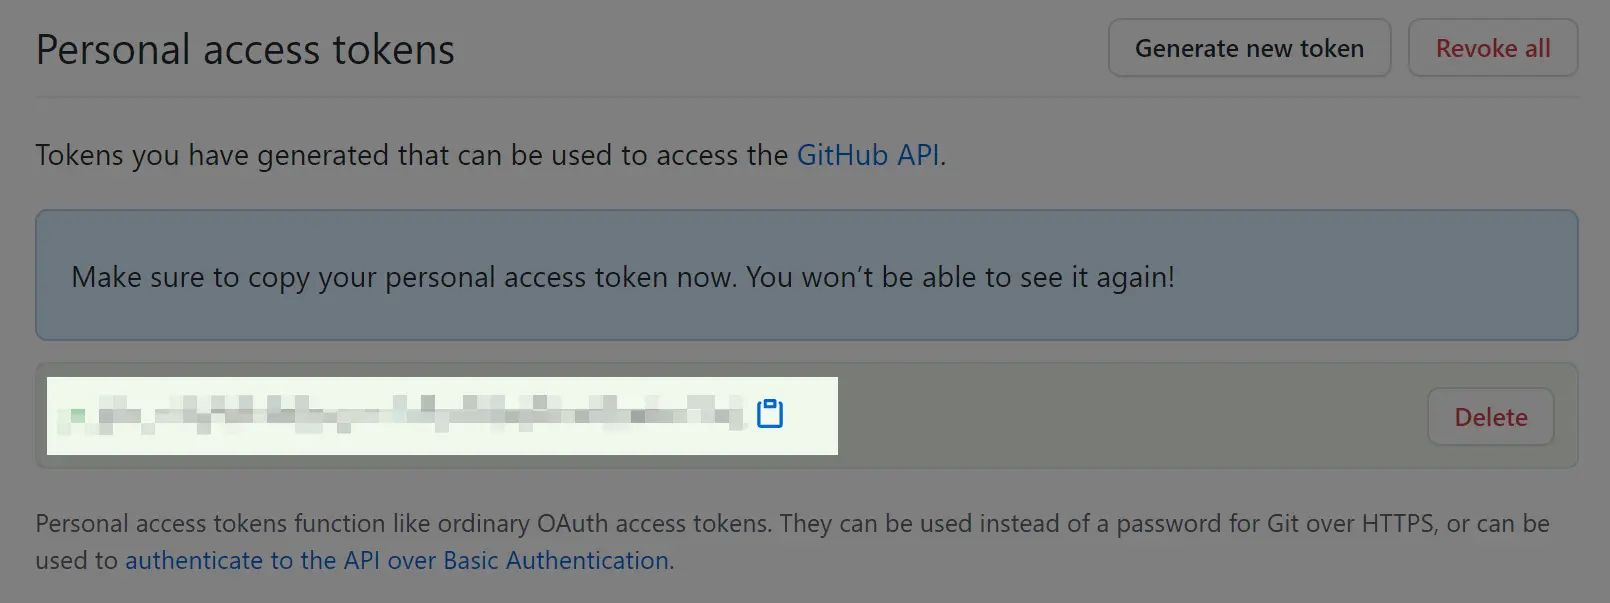 Personal access tokens
Generate new token
Revoke all
Tokens you have generated that can be used to access the GitHub API.
Make sure to copy your personal access token now. You won’t be able to see it again!
Delete
Personal access tokens function like ordinary OAuth access tokens. They can be used instead of a password for Git over HTTPS, or can be
used to authenticate to the API over Basic Authentication.